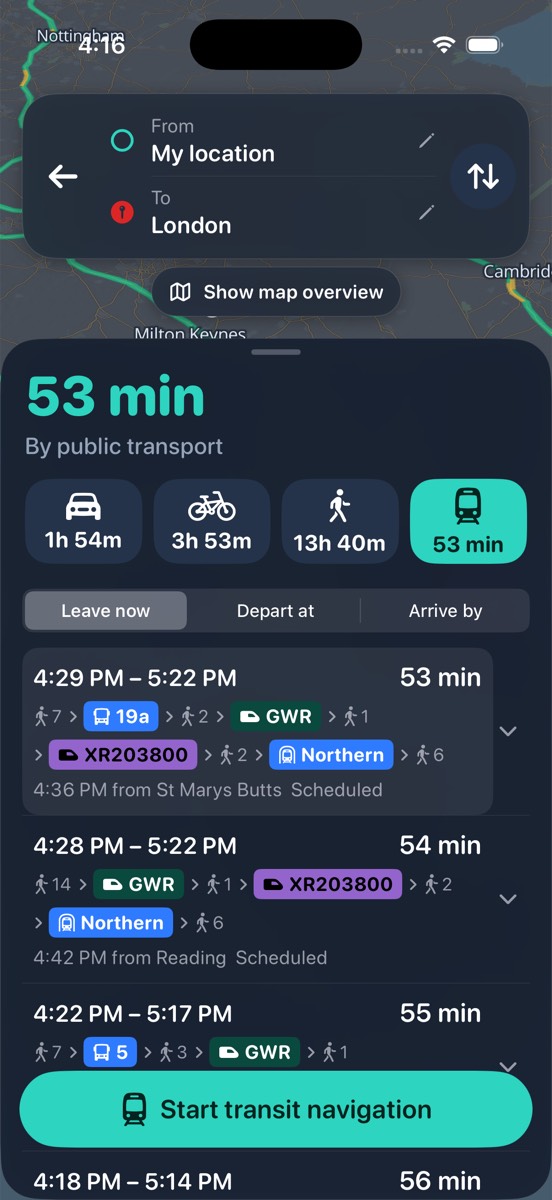 Nottingham
4:16
From
My location
To
London
Cambrid
Show map overview
Milton Keynes
53 min
By public transport
1h 54m
3h 53m
13h 40m
53 min
Leave now
Depart at
Arrive by
4:29 PM – 5:22 PM 53 min
7 > 19a > 2 > GWR > 1
> XR203800 > 2 > Northern > 6
4:36 PM from St Marys Butts Scheduled
4:28 PM – 5:22 PM 54 min
14 > GWR > 1 > XR203800 > 2
> Northern > 6
4:42 PM from Reading Scheduled
4:22 PM – 5:17 PM 55 min
7 > 5 > 3 > GWR > 1
Start transit navigation
4:18 PM – 5:14 PM 56 min